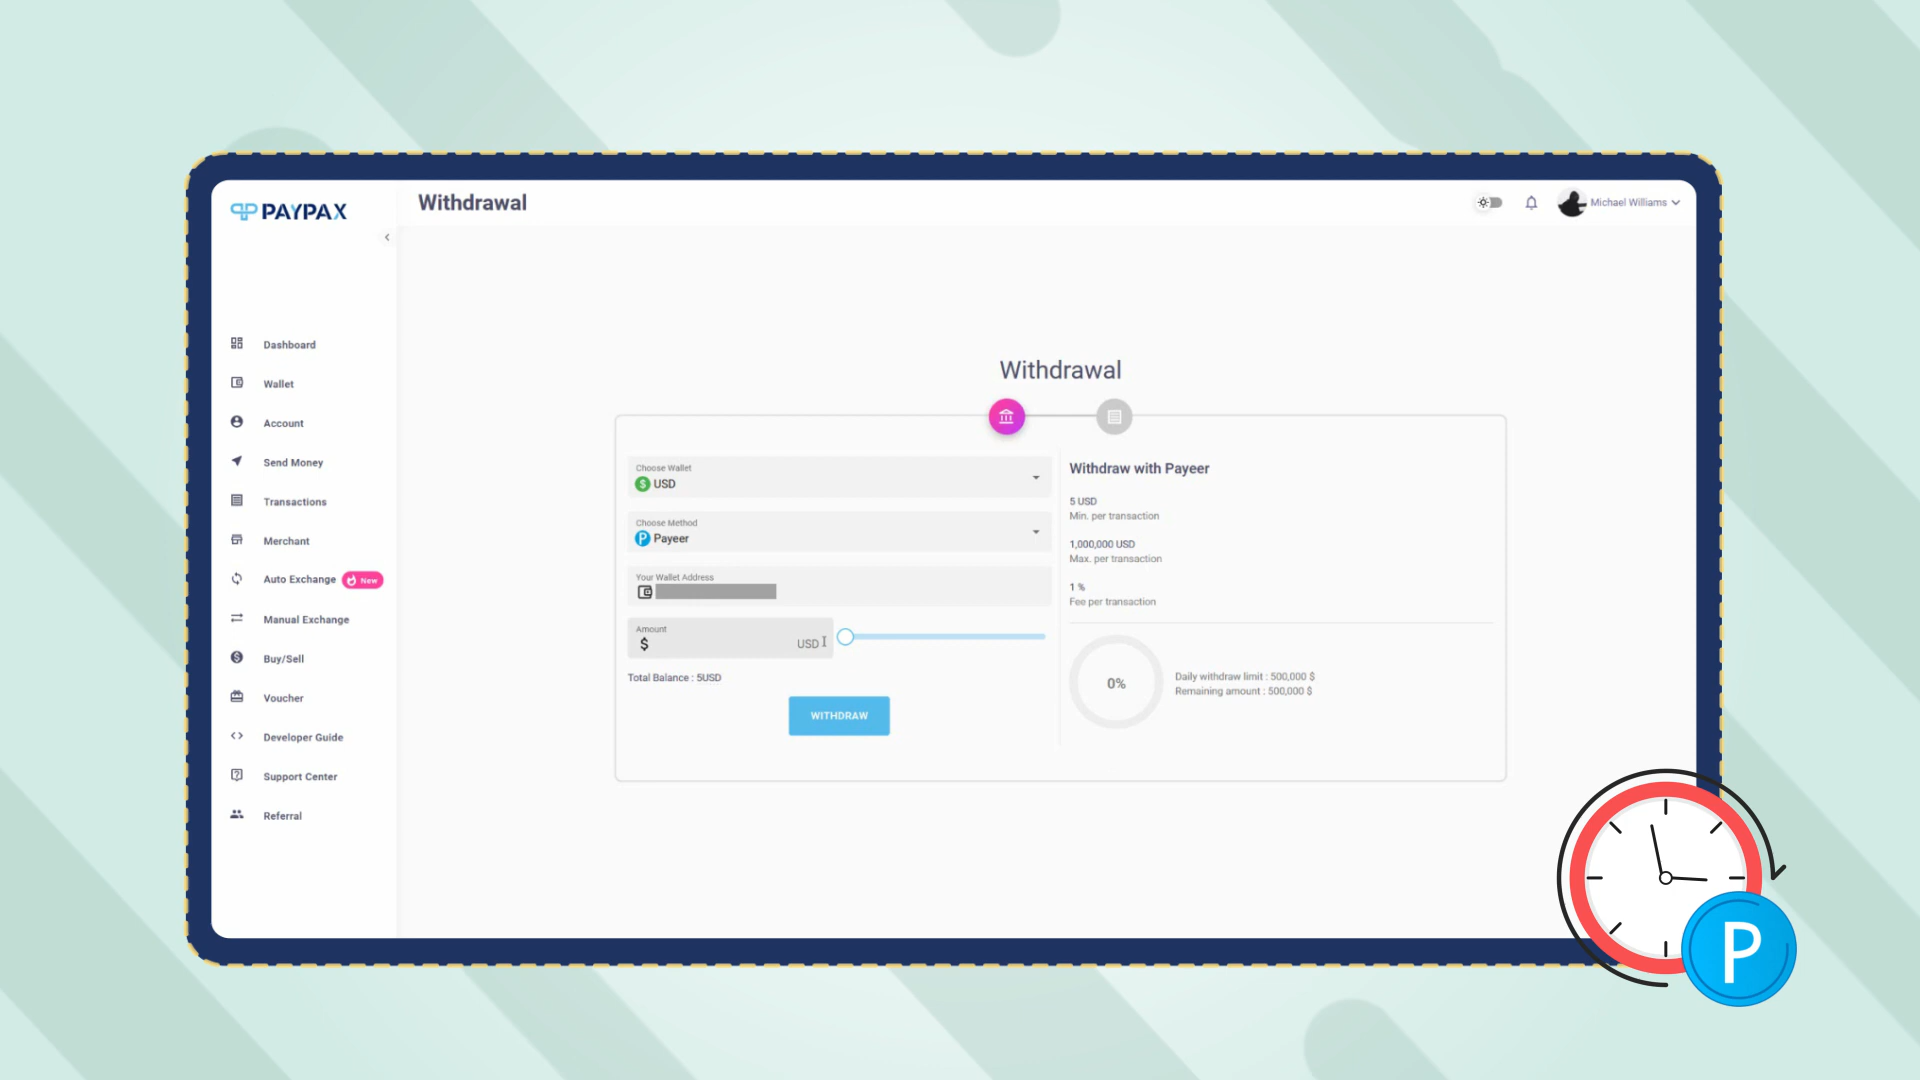 PAYPAX
Withdrawal
Michael Williams
Dashboard
Wallet
Account
Send Money
Transactions
Merchant
Auto Exchange New
Manual Exchange
Buy/Sell
Voucher
Developer Guide
Support Center
Referral
Withdrawal
Choose Wallet
$ USD
Choose Method
P Payeer
Your Wallet Address
Amount
$ USD
Total Balance : 5USD
WITHDRAW
Withdraw with Payeer
5 USD
Min. per transaction
1,000,000 USD
Max. per transaction
1 %
Fee per transaction
0%
Daily withdraw limit : 500,000 $
Remaining amount : 500,000 $
P